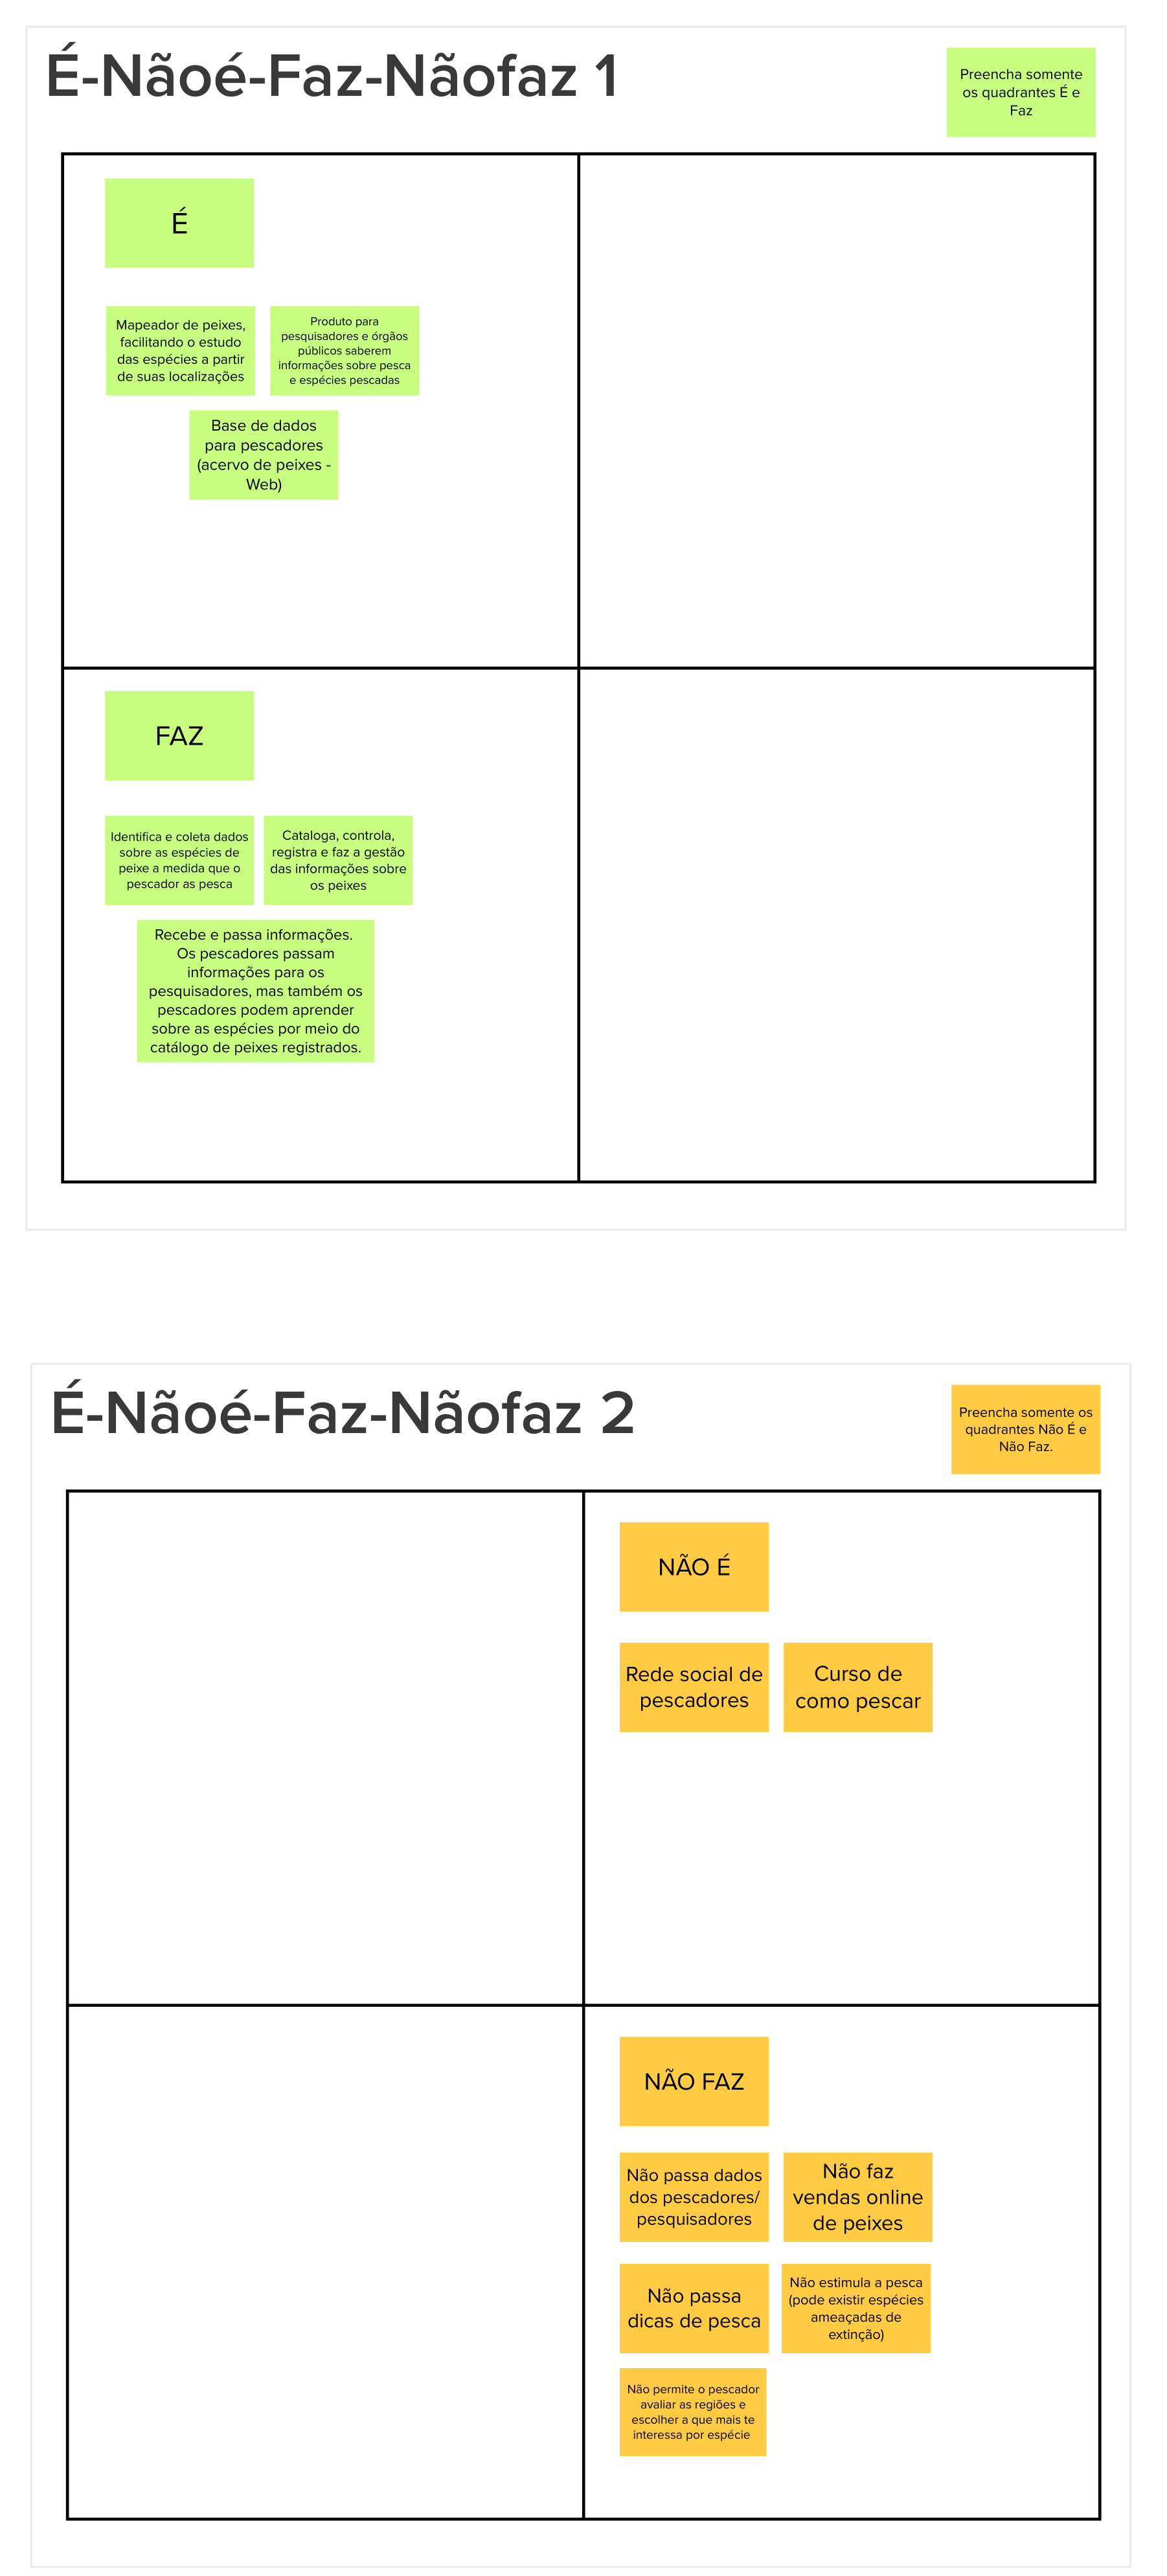 É-Nãoé-Faz-Nãofaz 1
Preencha somente
os quadrantes É e
Faz
É
Mapeador de peixes,
facilitando o estudo
das espécies a partir
de suas localizações
Produto para
pesquisadores e órgãos
públicos saberem
informações sobre pesca
e espécies pescadas
Base de dados
para pescadores
(acervo de peixes -
Web)
FAZ
Identifica e coleta dados
sobre as espécies de
peixe a medida que o
pescador as pesca
Cataloga, controla,
registra e faz a gestão
das informações sobre
os peixes
Recebe e passa informações.
Os pescadores passam
informações para os
pesquisadores, mas também os
pescadores podem aprender
sobre as espécies por meio do
catálogo de peixes registrados.
É-Nãoé-Faz-Nãofaz 2
Preencha somente os
quadrantes Não É e
Não Faz.
NÃO É
Rede social de
pescadores
Curso de
como pescar
NÃO FAZ
Não passa dados
dos pescadores/
pesquisadores
Não faz
vendas online
de peixes
Não passa
dicas de pesca
Não estimula a pesca
(pode existir espécies
ameaçadas de
extinção)
Não permite o pescador
avaliar as regiões e
escolher a que mais te
interessa por espécie